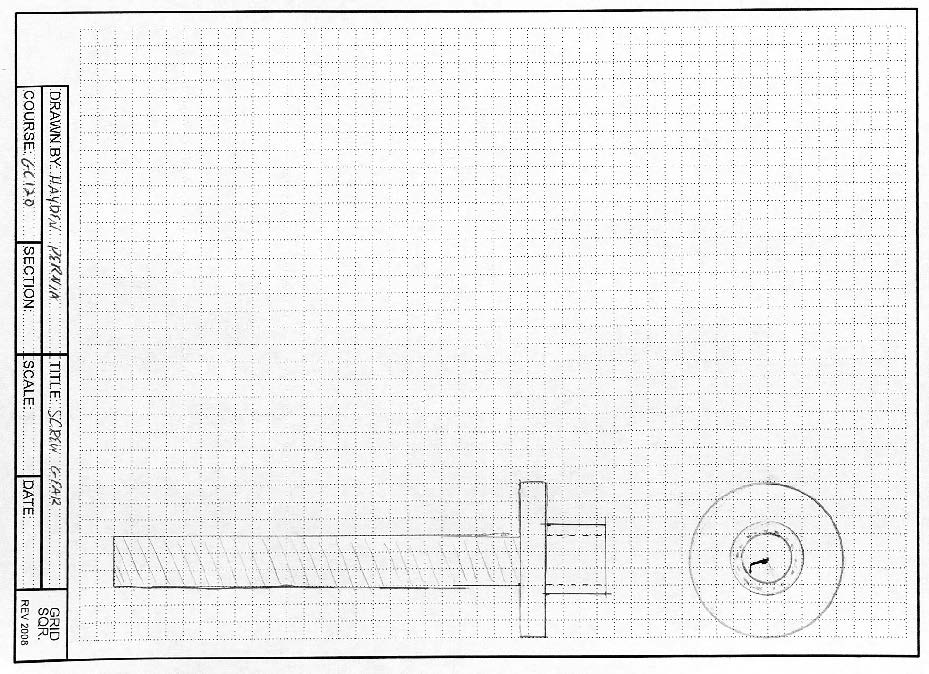 DRAWN BY: HAYDEN PERNIA
TITLE: SCREW GEAR
COURSE: GC120
SECTION:
SCALE:
DATE:
GRID
SQR.
REV 2008